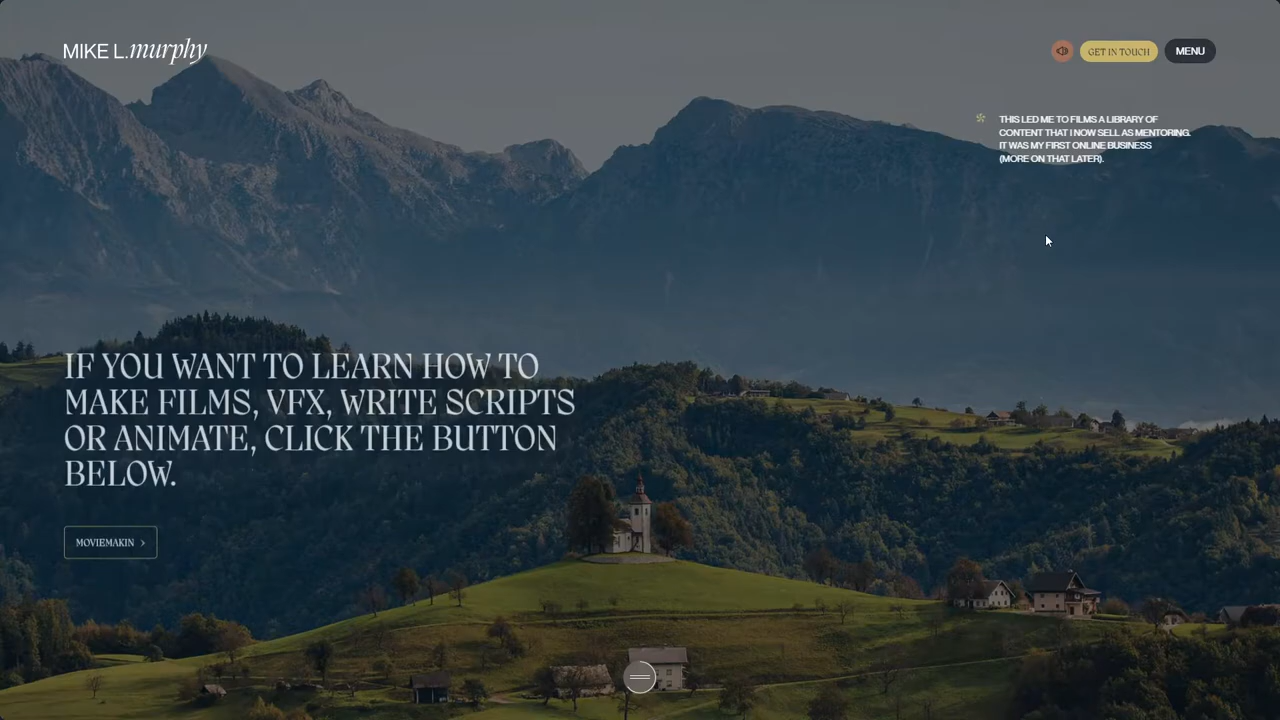 MIKE L. murphy
GET IN TOUCH
MENU
THIS LED ME TO FILMS A LIBRARY OF
CONTENT THAT I NOW SELL AS MENTORING.
IT WAS MY FIRST ONLINE BUSINESS
(MORE ON THAT LATER).
IF YOU WANT TO LEARN HOW TO
MAKE FILMS, VFX, WRITE SCRIPTS
OR ANIMATE, CLICK THE BUTTON
BELOW.
MOVIEMAKIN